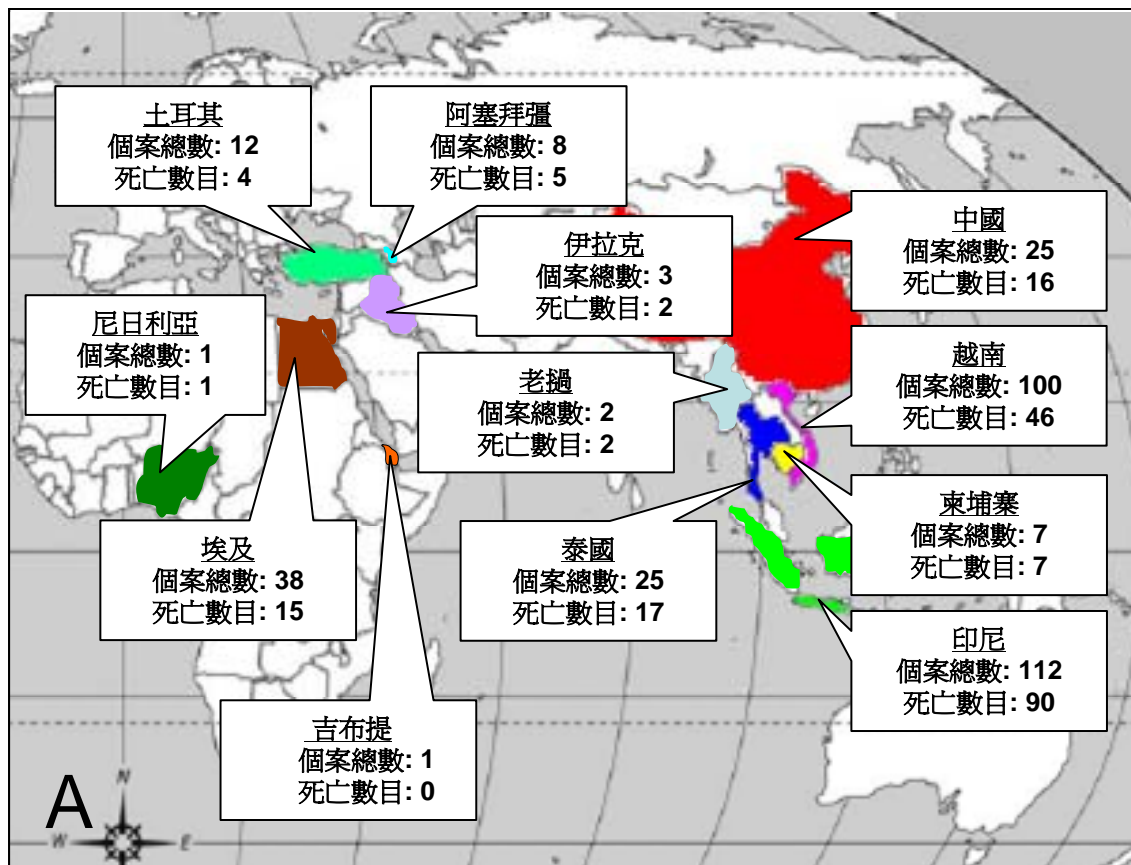 土耳其
個案總數: 12
死亡數目: 4
阿塞拜彊
個案總數: 8
死亡數目: 5
中國
個案總數: 25
死亡數目: 16
伊拉克
個案總數: 3
死亡數目: 2
尼日利亞
個案總數: 1
死亡數目: 1
老撾
個案總數: 2
死亡數目: 2
越南
個案總數: 100
死亡數目: 46
柬埔寨
個案總數: 7
死亡數目: 7
埃及
個案總數: 38
死亡數目: 15
泰國
個案總數: 25
死亡數目: 17
印尼
個案總數: 112
死亡數目: 90
吉布提
個案總數: 1
死亡數目: 0
A
N
W
E